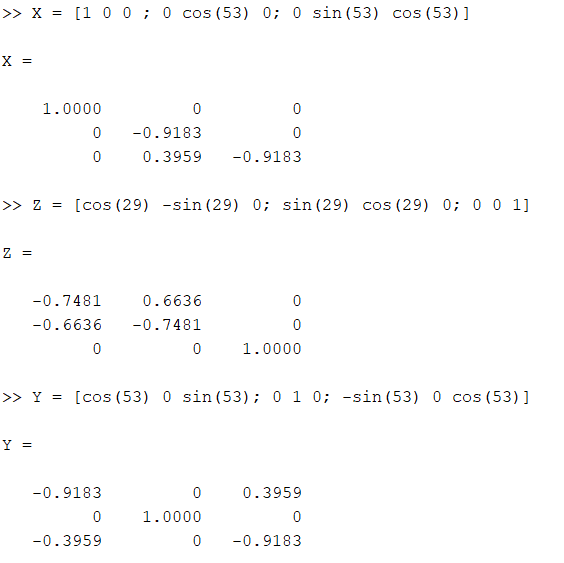 >> X = [1 0 0 ; 0 cos(53) 0; 0 sin(53) cos(53)]
X =
1.0000 0 0
0 -0.9183 0
0 0.3959 -0.9183
>> Z = [cos(29) -sin(29) 0; sin(29) cos(29) 0; 0 0 1]
Z =
-0.7481 0.6636 0
-0.6636 -0.7481 0
0 0 1.0000
>> Y = [cos(53) 0 sin(53); 0 1 0; -sin(53) 0 cos(53)]
Y =
-0.9183 0 0.3959
0 1.0000 0
-0.3959 0 -0.9183